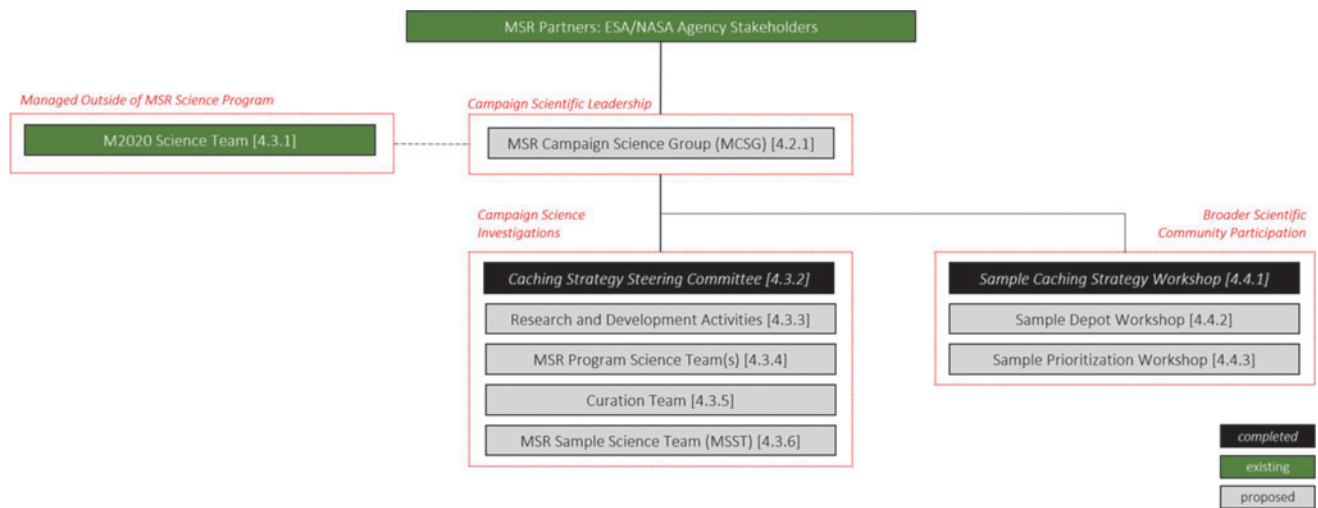 MSR Partners: ESA/NASA Agency Stakeholders
Managed Outside of MSR Science Program
Campaign Scientific Leadership
M2020 Science Team [4.3.1]
MSR Campaign Science Group (MCSG) [4.2.1]
Campaign Science
Investigations
Broader Scientific
Community Participation
Caching Strategy Steering Committee [4.3.2]
Research and Development Activities [4.3.3]
MSR Program Science Team(s) [4.3.4]
Curation Team [4.3.5]
MSR Sample Science Team (MSST) [4.3.6]
Sample Caching Strategy Workshop [4.4.1]
Sample Depot Workshop [4.4.2]
Sample Prioritization Workshop [4.4.3]
completed
existing
proposed